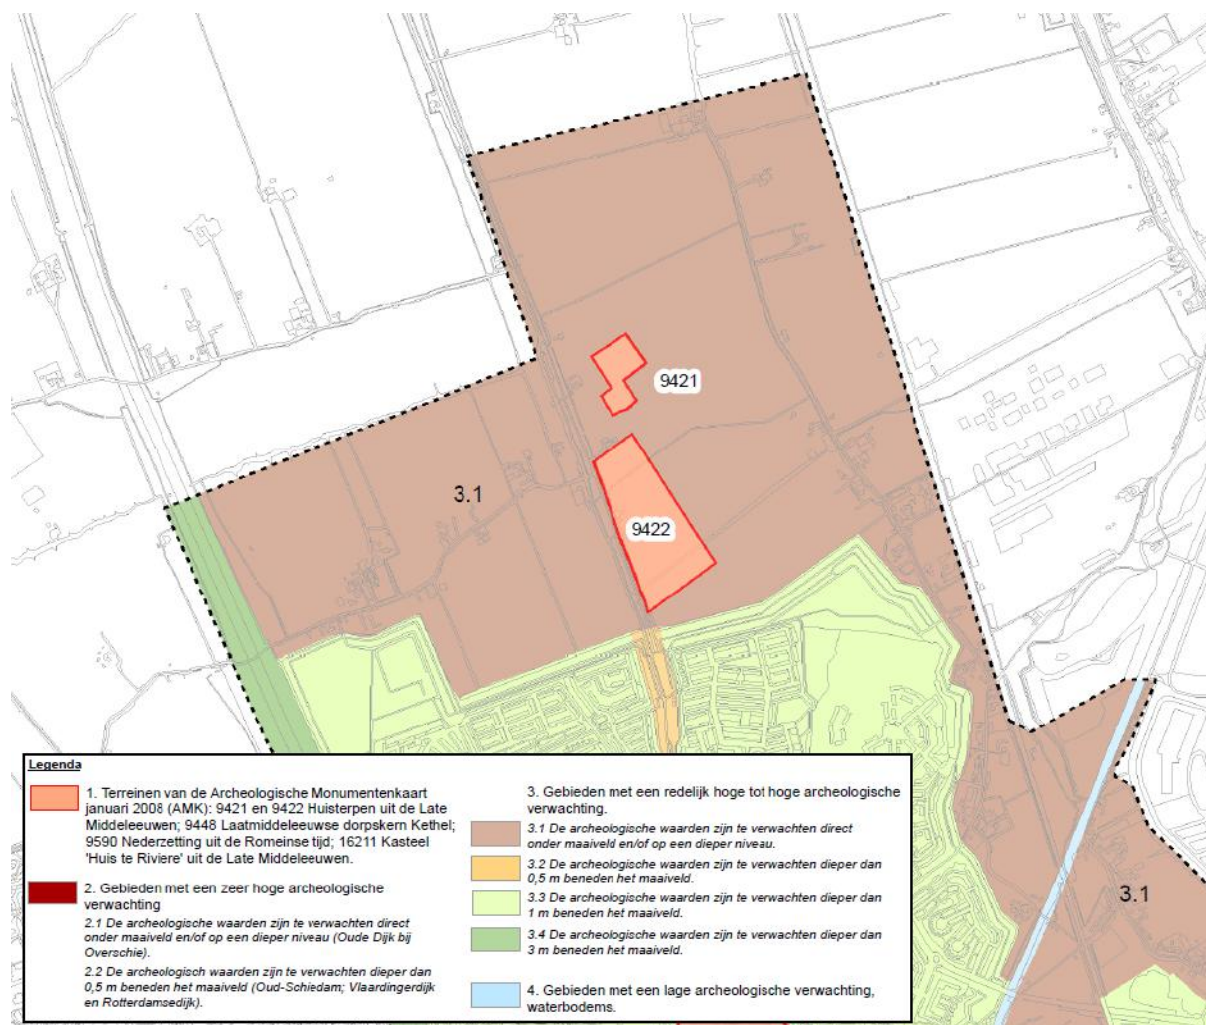 9421
3.1
9422
3.1
Legenda
1. Terreinen van de Archeologische Monumentenkaart
januari 2008 (AMK): 9421 en 9422 Huisterpen uit de Late
Middeleeuwen; 9448 Laatmiddeleeuwse dorpskern Kethel;
9590 Nederzetting uit de Romeinse tijd; 16211 Kasteel
'Huis te Riviere' uit de Late Middeleeuwen.
2. Gebieden met een zeer hoge archeologische
verwachting
2.1 De archeologische waarden zijn te verwachten direct
onder maaiveld en/of op een dieper niveau (Oude Dijk bij
Overschie).
2.2 De archeologisch waarden zijn te verwachten dieper dan
0,5 m beneden het maaiveld (Oud-Schiedam; Vlaardingerdijk
en Rotterdamsedijk).
3. Gebieden met een redelijk hoge tot hoge archeologische
verwachting.
3.1 De archeologische waarden zijn te verwachten direct
onder maaiveld en/of op een dieper niveau.
3.2 De archeologische waarden zijn te verwachten dieper dan
0,5 m beneden het maaiveld.
3.3 De archeologische waarden zijn te verwachten dieper dan
1 m beneden het maaiveld.
3.4 De archeologische waarden zijn te verwachten dieper dan
3 m beneden het maaiveld.
4. Gebieden met een lage archeologische verwachting,
waterbodems.